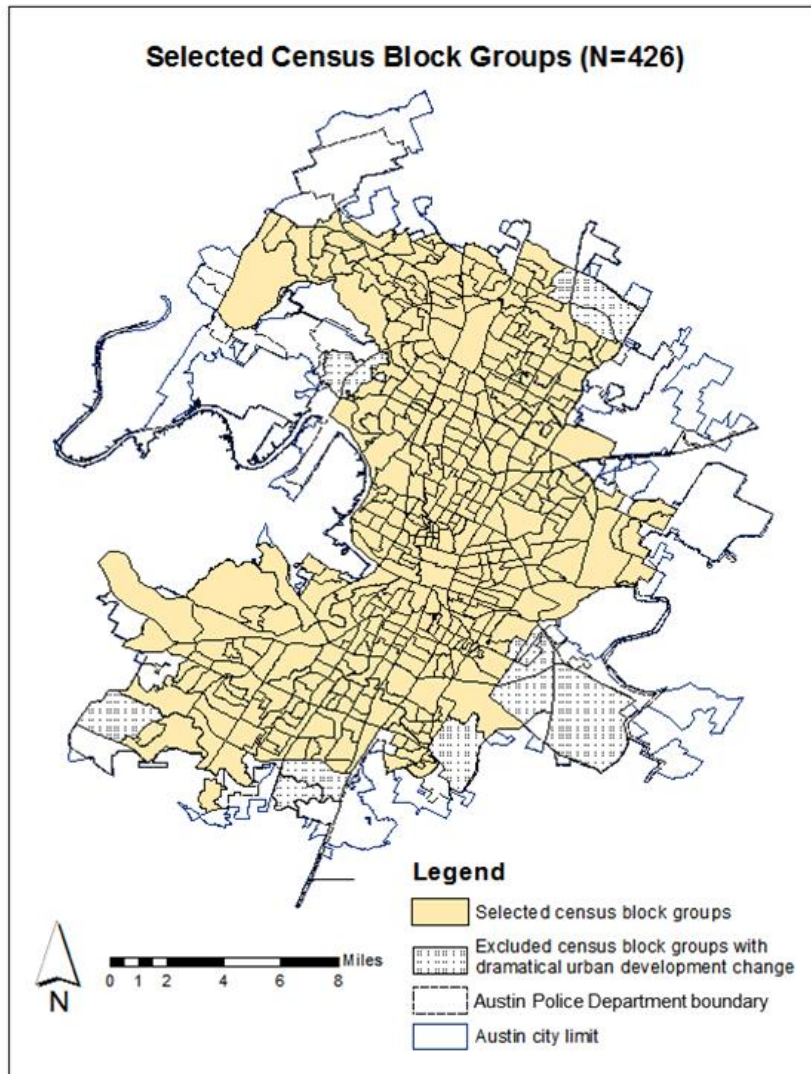 Selected Census Block Groups (N=426)
Legend
Selected census block groups
Excluded census block groups with
dramatical urban development change
Austin Police Department boundary
Austin city limit
N
Miles
0 1 2 4 6 8